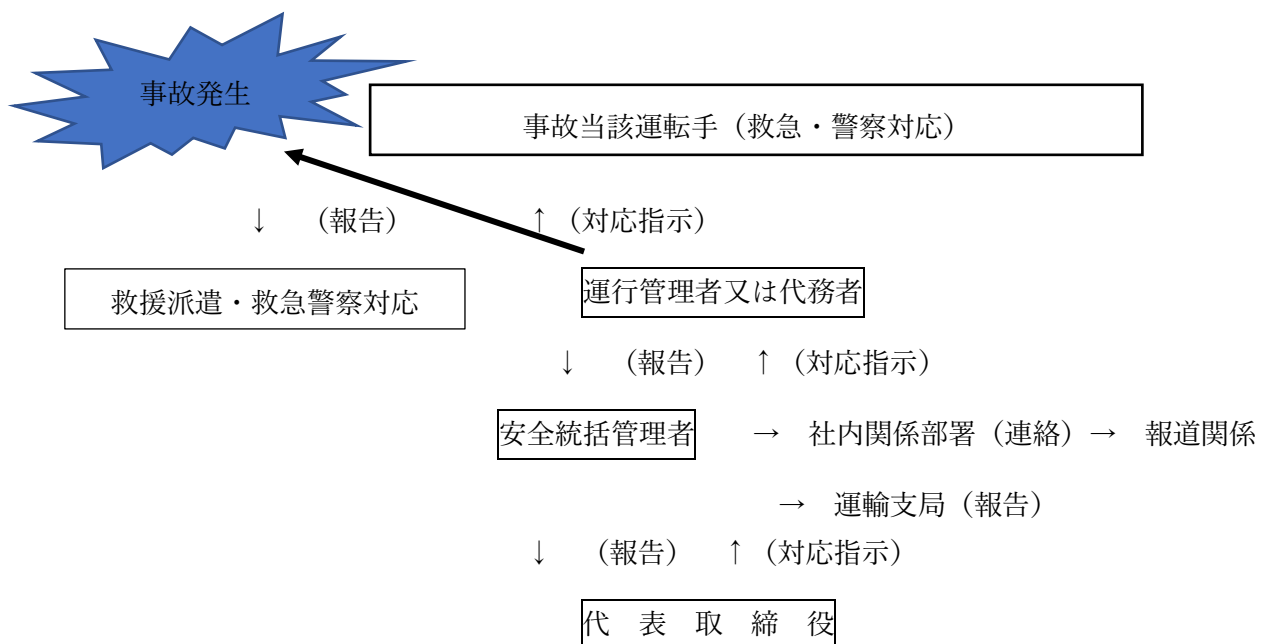 事故発生
事故当該運転手(救急・警察対応)
↓ (報告) ↑(対応指示)
救援派遣・救急警察対応
運行管理者又は代務者
↓ (報告) ↑(対応指示)
安全統括管理者 → 社内関係部署(連絡)→ 報道関係
→ 運輸支局(報告)
↓ (報告) ↑(対応指示)
代 表 取 締 役